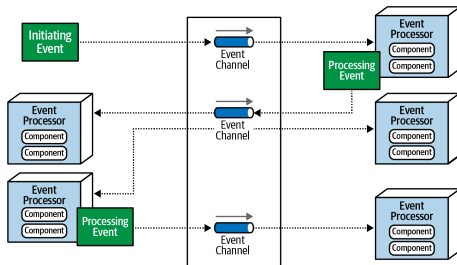 Initiating
Event
Event
Channel
Event
Processor
Component
Component
Processing
Event
Event
Processor
Component
Component
Event
Channel
Event
Processor
Component
Component
Event
Processor
Component
Component
Processing
Event
Event
Channel
Event
Processor
Component
Component